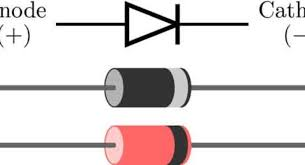 node
(+)
Cath
(−